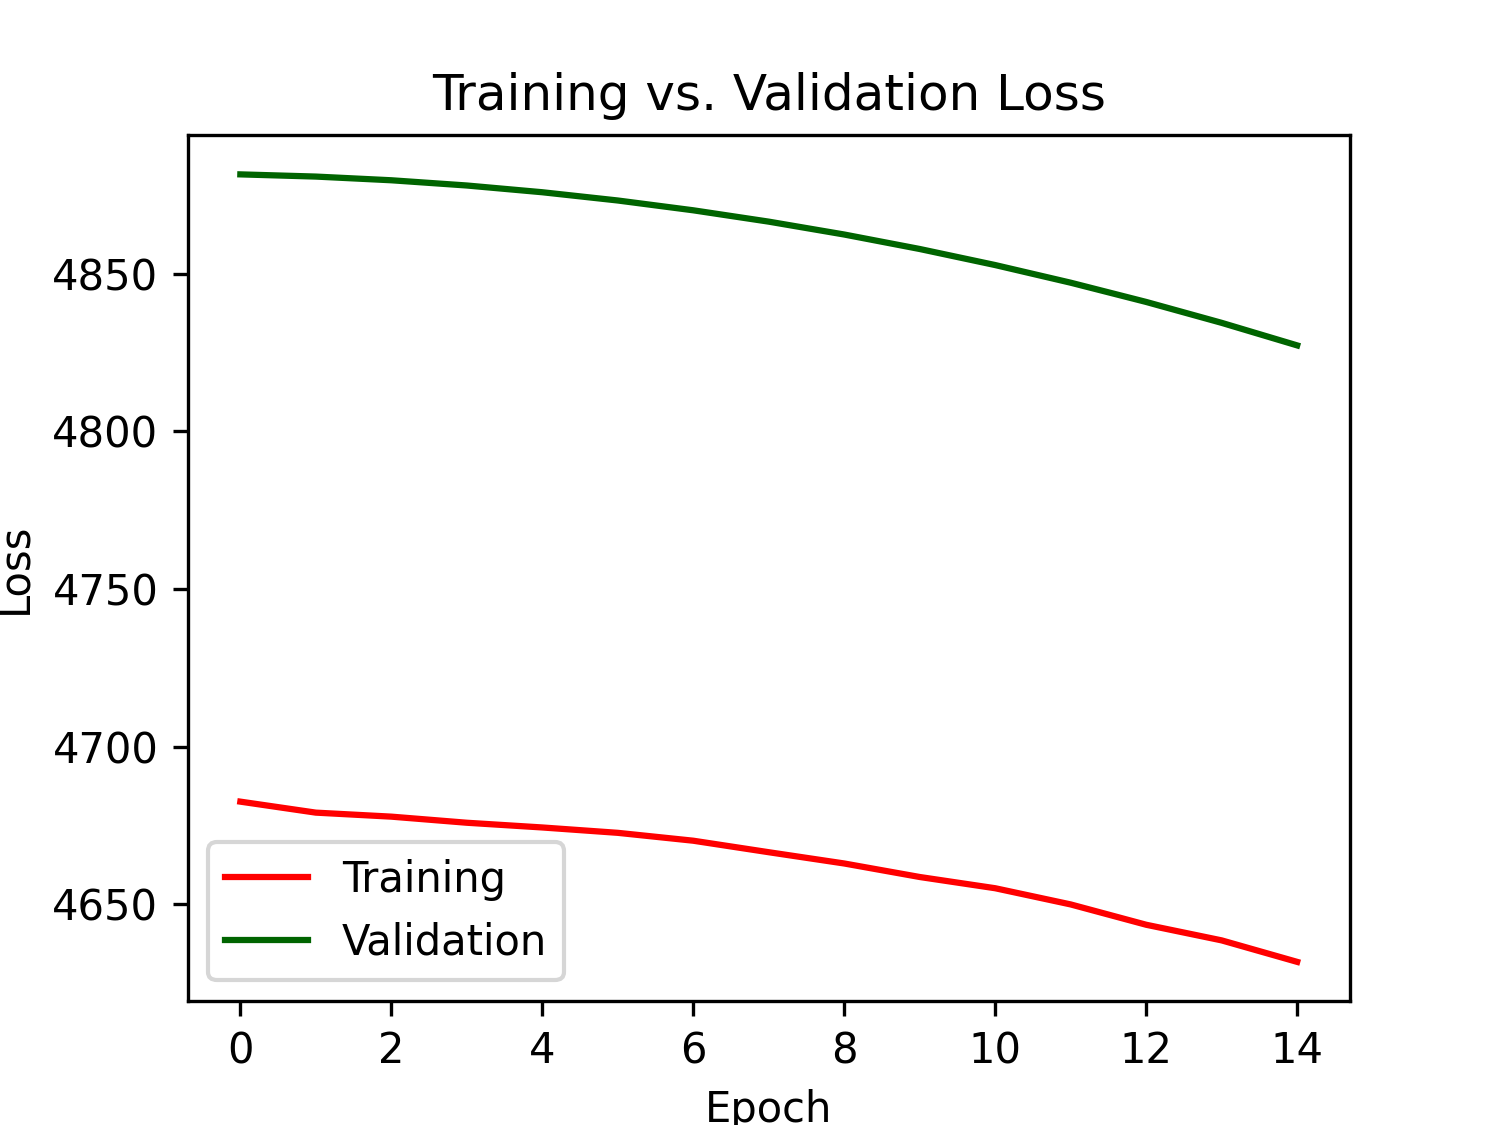 Training vs. Validation Loss
4850
4800
4750
4700
4650
Loss
Training
Validation
0 2 4 6 8 10 12 14
Epoch